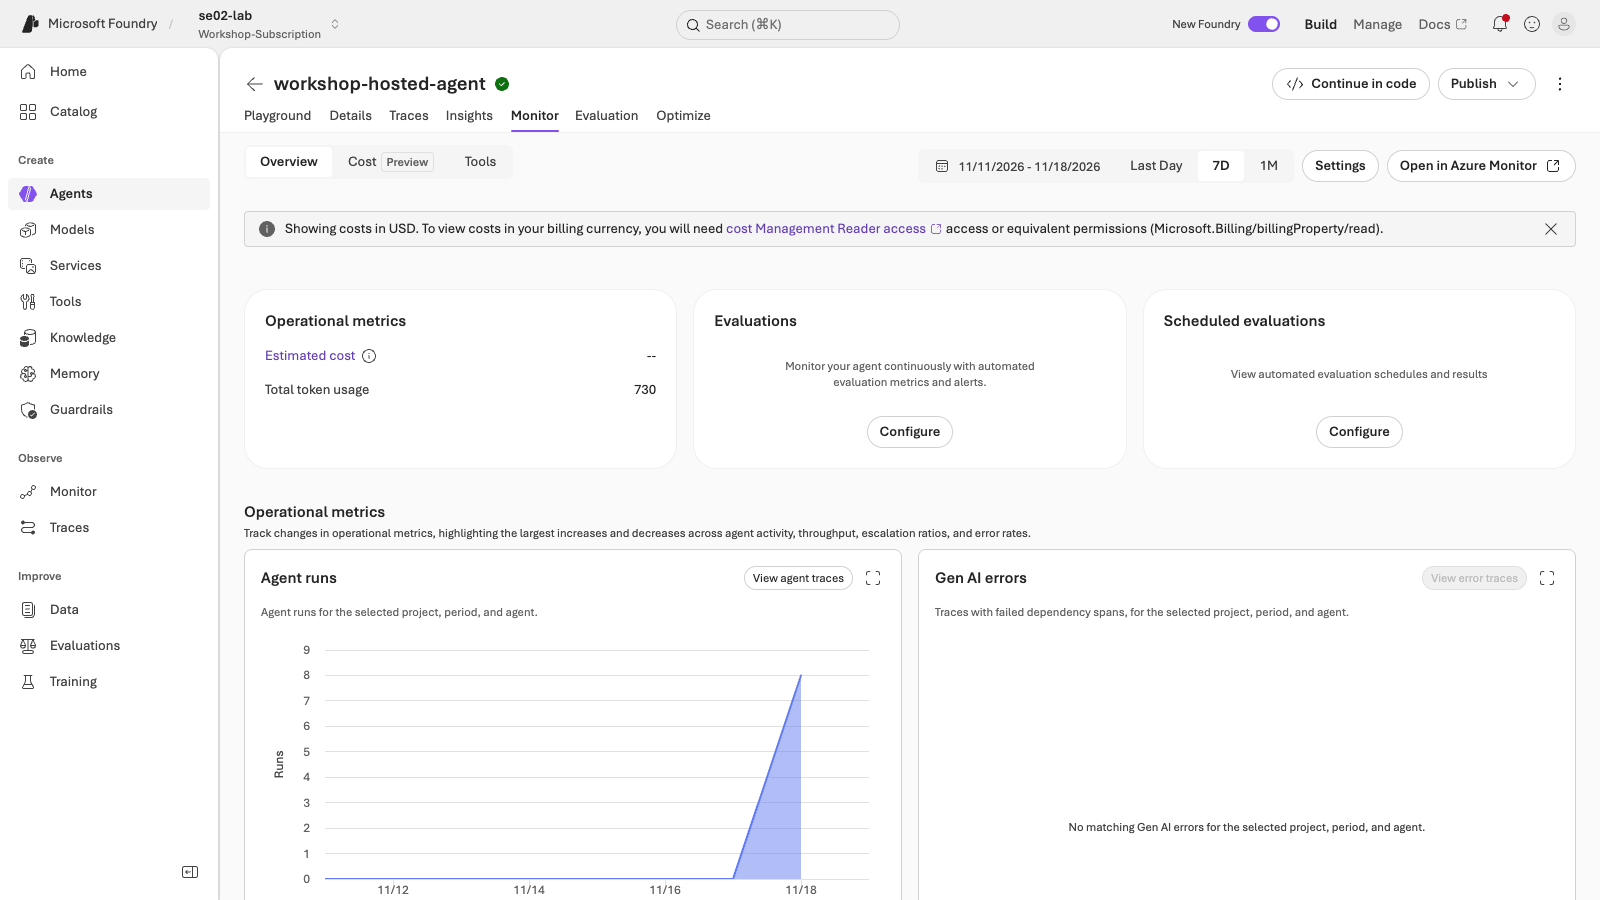 Microsoft Foundry
/
se02-lab
Workshop-Subscription
Search (⌘K)
New Foundry
Build
Manage
Docs
Home
Catalog
Create
Agents
Models
Services
Tools
Knowledge
Memory
Guardrails
Observe
Monitor
Traces
Improve
Data
Evaluations
Training
workshop-hosted-agent
Continue in code
Publish
Playground
Details
Traces
Insights
Monitor
Evaluation
Optimize
Overview
Cost Preview
Tools
11/11/2026 - 11/18/2026
Last Day
7D
1M
Settings
Open in Azure Monitor
Showing costs in USD. To view costs in your billing currency, you will need cost Management Reader access access or equivalent permissions (Microsoft.Billing/billingProperty/read).
Operational metrics
Estimated cost --
Total token usage 730
Evaluations
Monitor your agent continuously with automated
evaluation metrics and alerts.
Configure
Scheduled evaluations
View automated evaluation schedules and results
Configure
Operational metrics
Track changes in operational metrics, highlighting the largest increases and decreases across agent activity, throughput, escalation ratios, and error rates.
Agent runs
View agent traces
Agent runs for the selected project, period, and agent.
Runs
9
8
7
6
5
4
3
2
1
0
11/12
11/14
11/16
11/18
Gen AI errors
View error traces
Traces with failed dependency spans, for the selected project, period, and agent.
No matching Gen AI errors for the selected project, period, and agent.